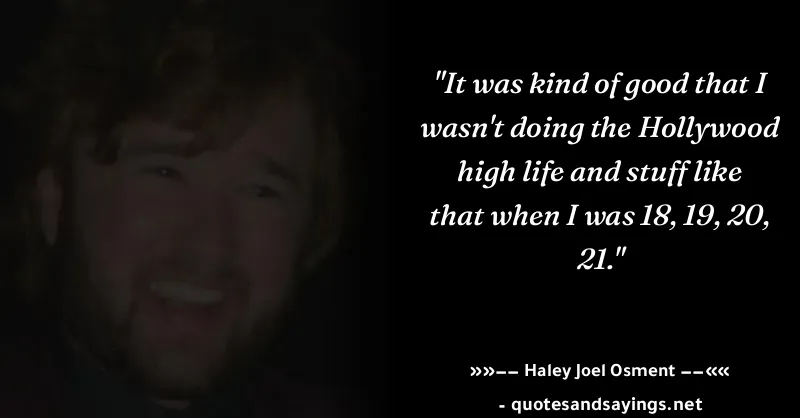 "It was kind of good that I
wasn't doing the Hollywood
high life and stuff like
that when I was 18, 19, 20,
21."
»»−− Haley Joel Osment −−««
- quotesandsayings.net